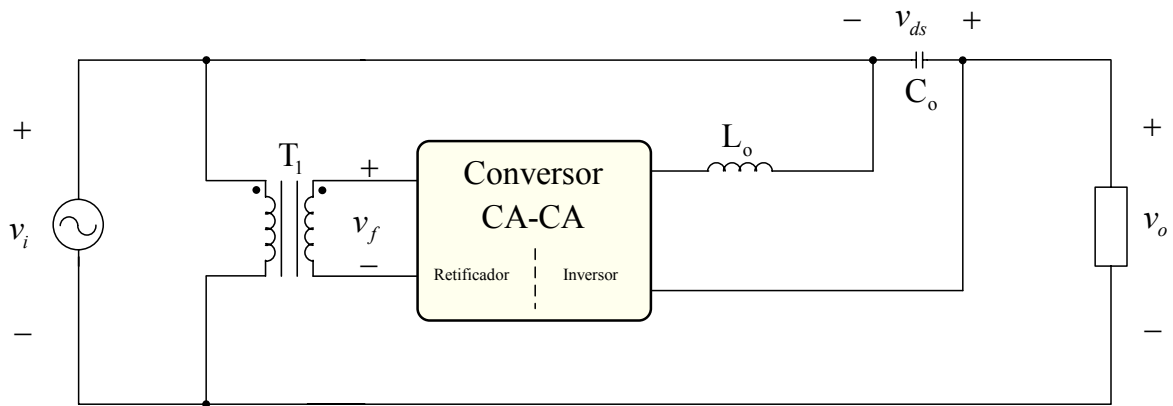 − v_ds +
C_o
+
L_o
+
T_1
+
Conversor
CA-CA
v_i
v_f
v_o
−
Retificador
Inversor
−
−